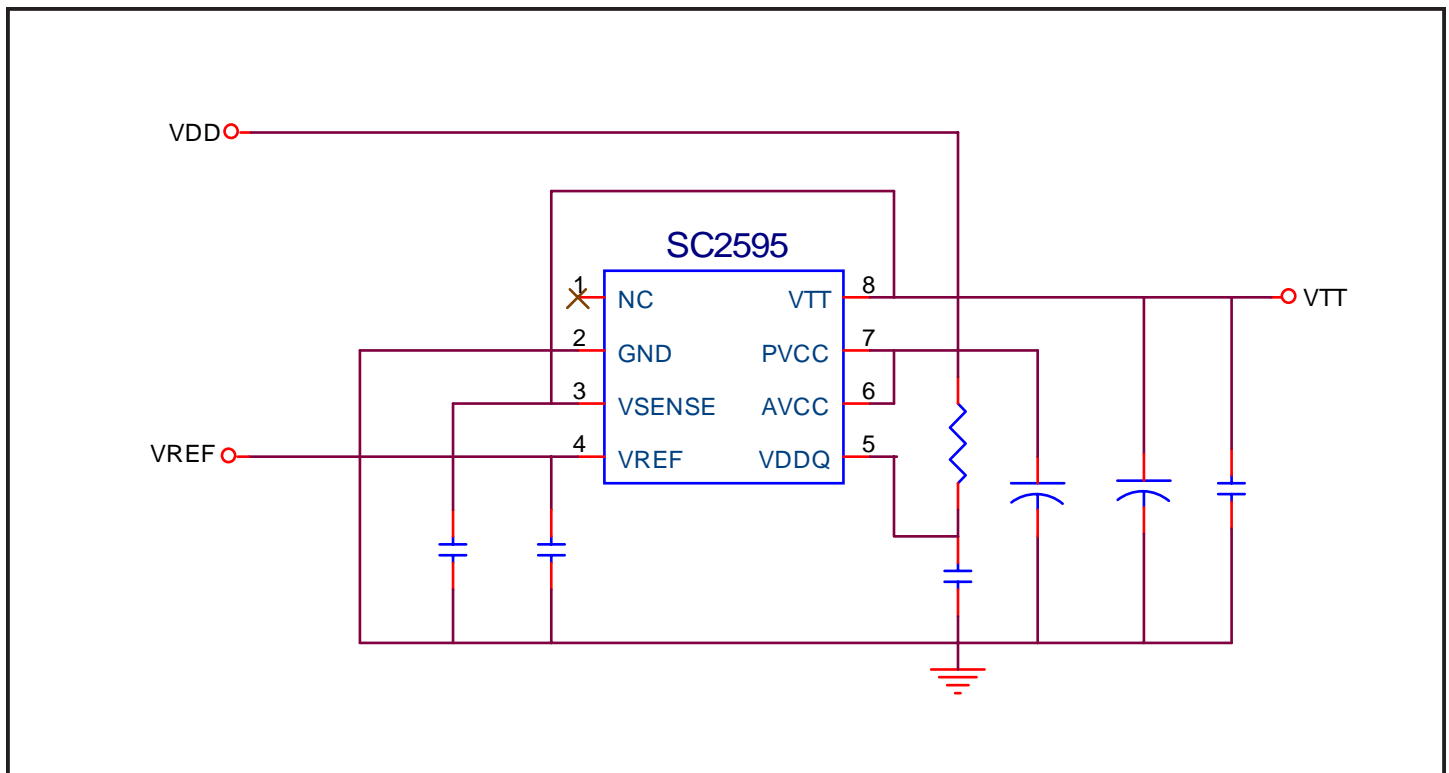 VDD
SC2595
1 NC VTT 8 VTT
2 GND PVCC 7
3 VSENSE AVCC 6
VREF 4 VREF VDDQ 5